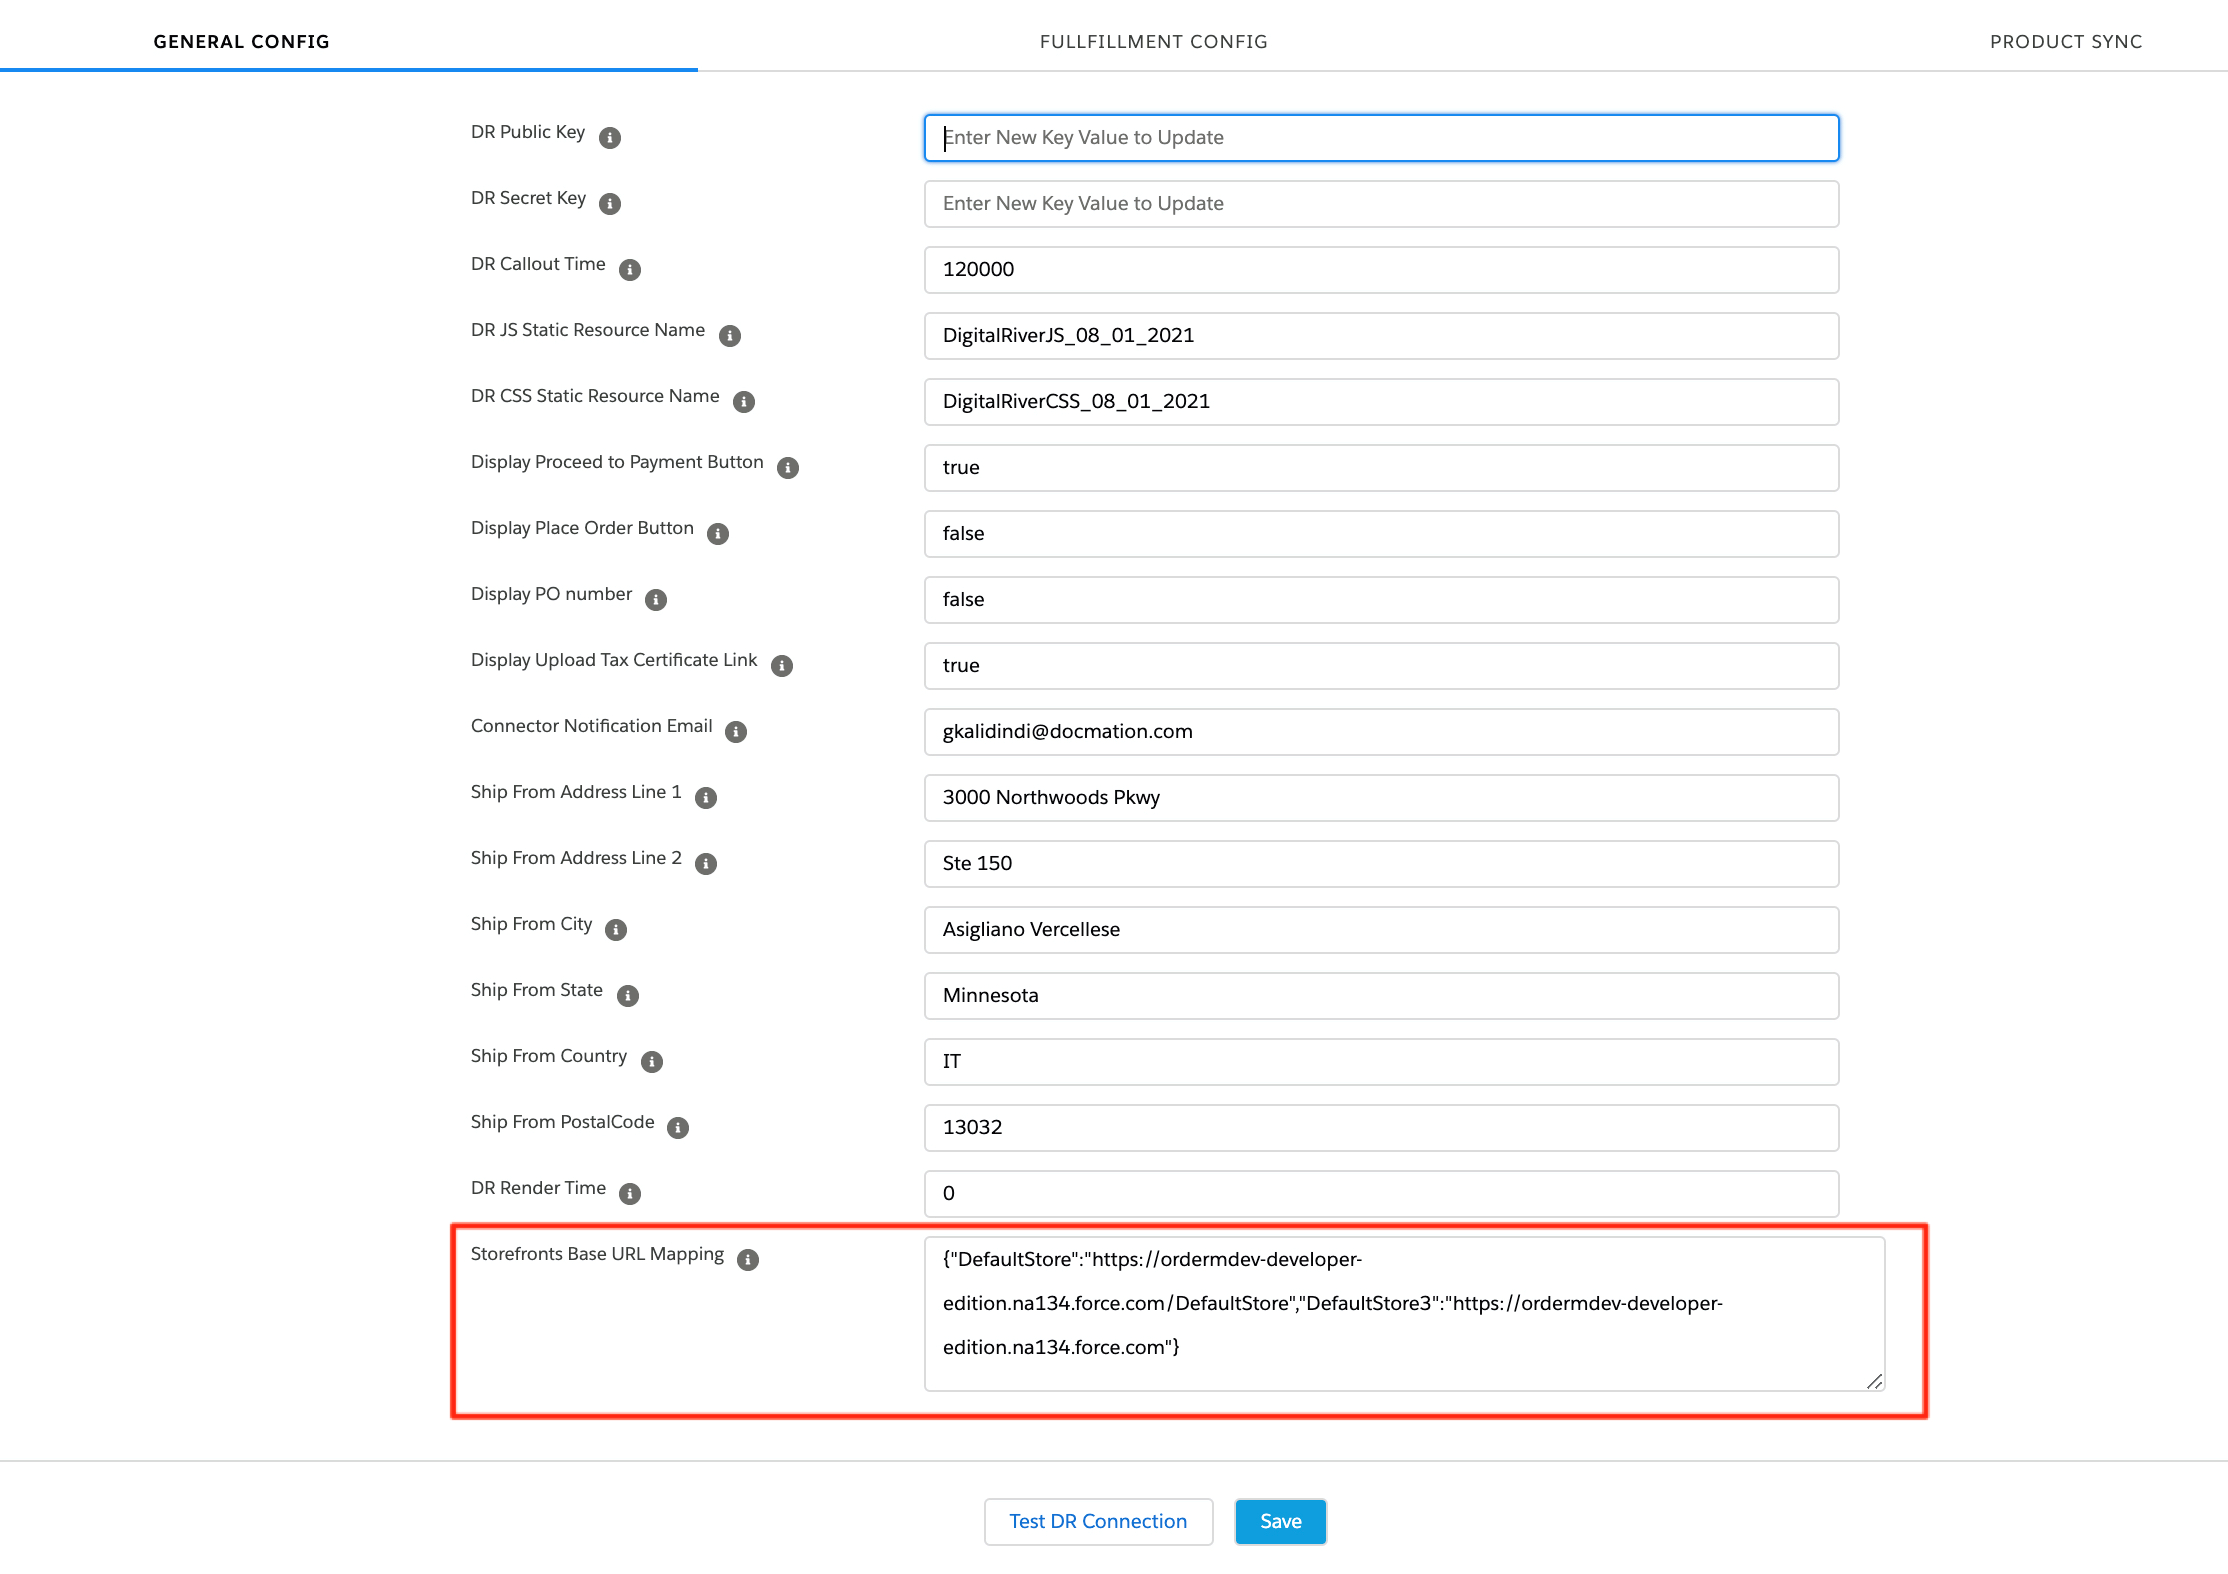 GENERAL CONFIG
FULLFILLMENT CONFIG
PRODUCT SYNC
DR Public Key
Enter New Key Value to Update
DR Secret Key
Enter New Key Value to Update
DR Callout Time
120000
DR JS Static Resource Name
DigitalRiverJS_08_01_2021
DR CSS Static Resource Name
DigitalRiverCSS_08_01_2021
Display Proceed to Payment Button
true
Display Place Order Button
false
Display PO number
false
Display Upload Tax Certificate Link
true
Connector Notification Email
gkalidindi@docmation.com
Ship From Address Line 1
3000 Northwoods Pkwy
Ship From Address Line 2
Ste 150
Ship From City
Asigliano Vercellese
Ship From State
Minnesota
Ship From Country
IT
Ship From PostalCode
13032
DR Render Time
0
Storefronts Base URL Mapping
{"DefaultStore":"https://ordermdev-developer-
edition.na134.force.com/DefaultStore","DefaultStore3":"https://ordermdev-developer-
edition.na134.force.com"}
Test DR Connection
Save